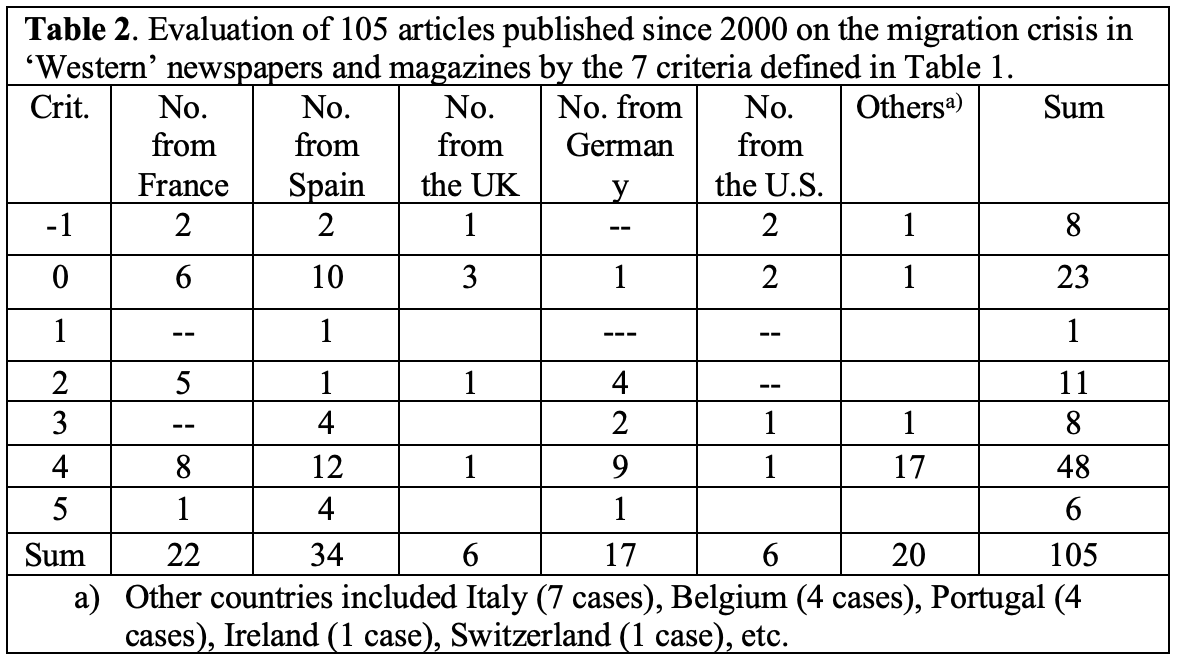 Table 2. Evaluation of 105 articles published since 2000 on the migration crisis in
‘Western’ newspapers and magazines by the 7 criteria defined in Table 1.
Crit. No. from France No. from Spain No. from the UK No. from German y No. from the U.S. Othersa) Sum
-1 2 2 1 -- 2 1 8
0 6 10 3 1 2 1 23
1 -- 1 --- -- 1
2 5 1 1 4 -- 11
3 -- 4 2 1 1 8
4 8 12 1 9 1 17 48
5 1 4 1 6
Sum 22 34 6 17 6 20 105
a) Other countries included Italy (7 cases), Belgium (4 cases), Portugal (4
cases), Ireland (1 case), Switzerland (1 case), etc.